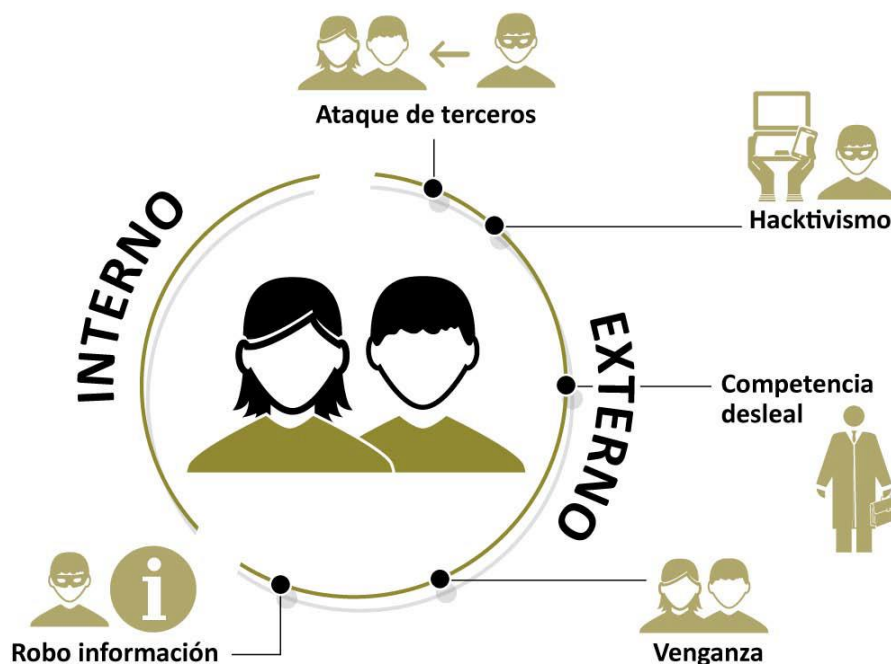 Ataque de terceros
Hacktivismo
INTERNO
EXTERNO
Competencia
desleal
i
Robo información
Venganza